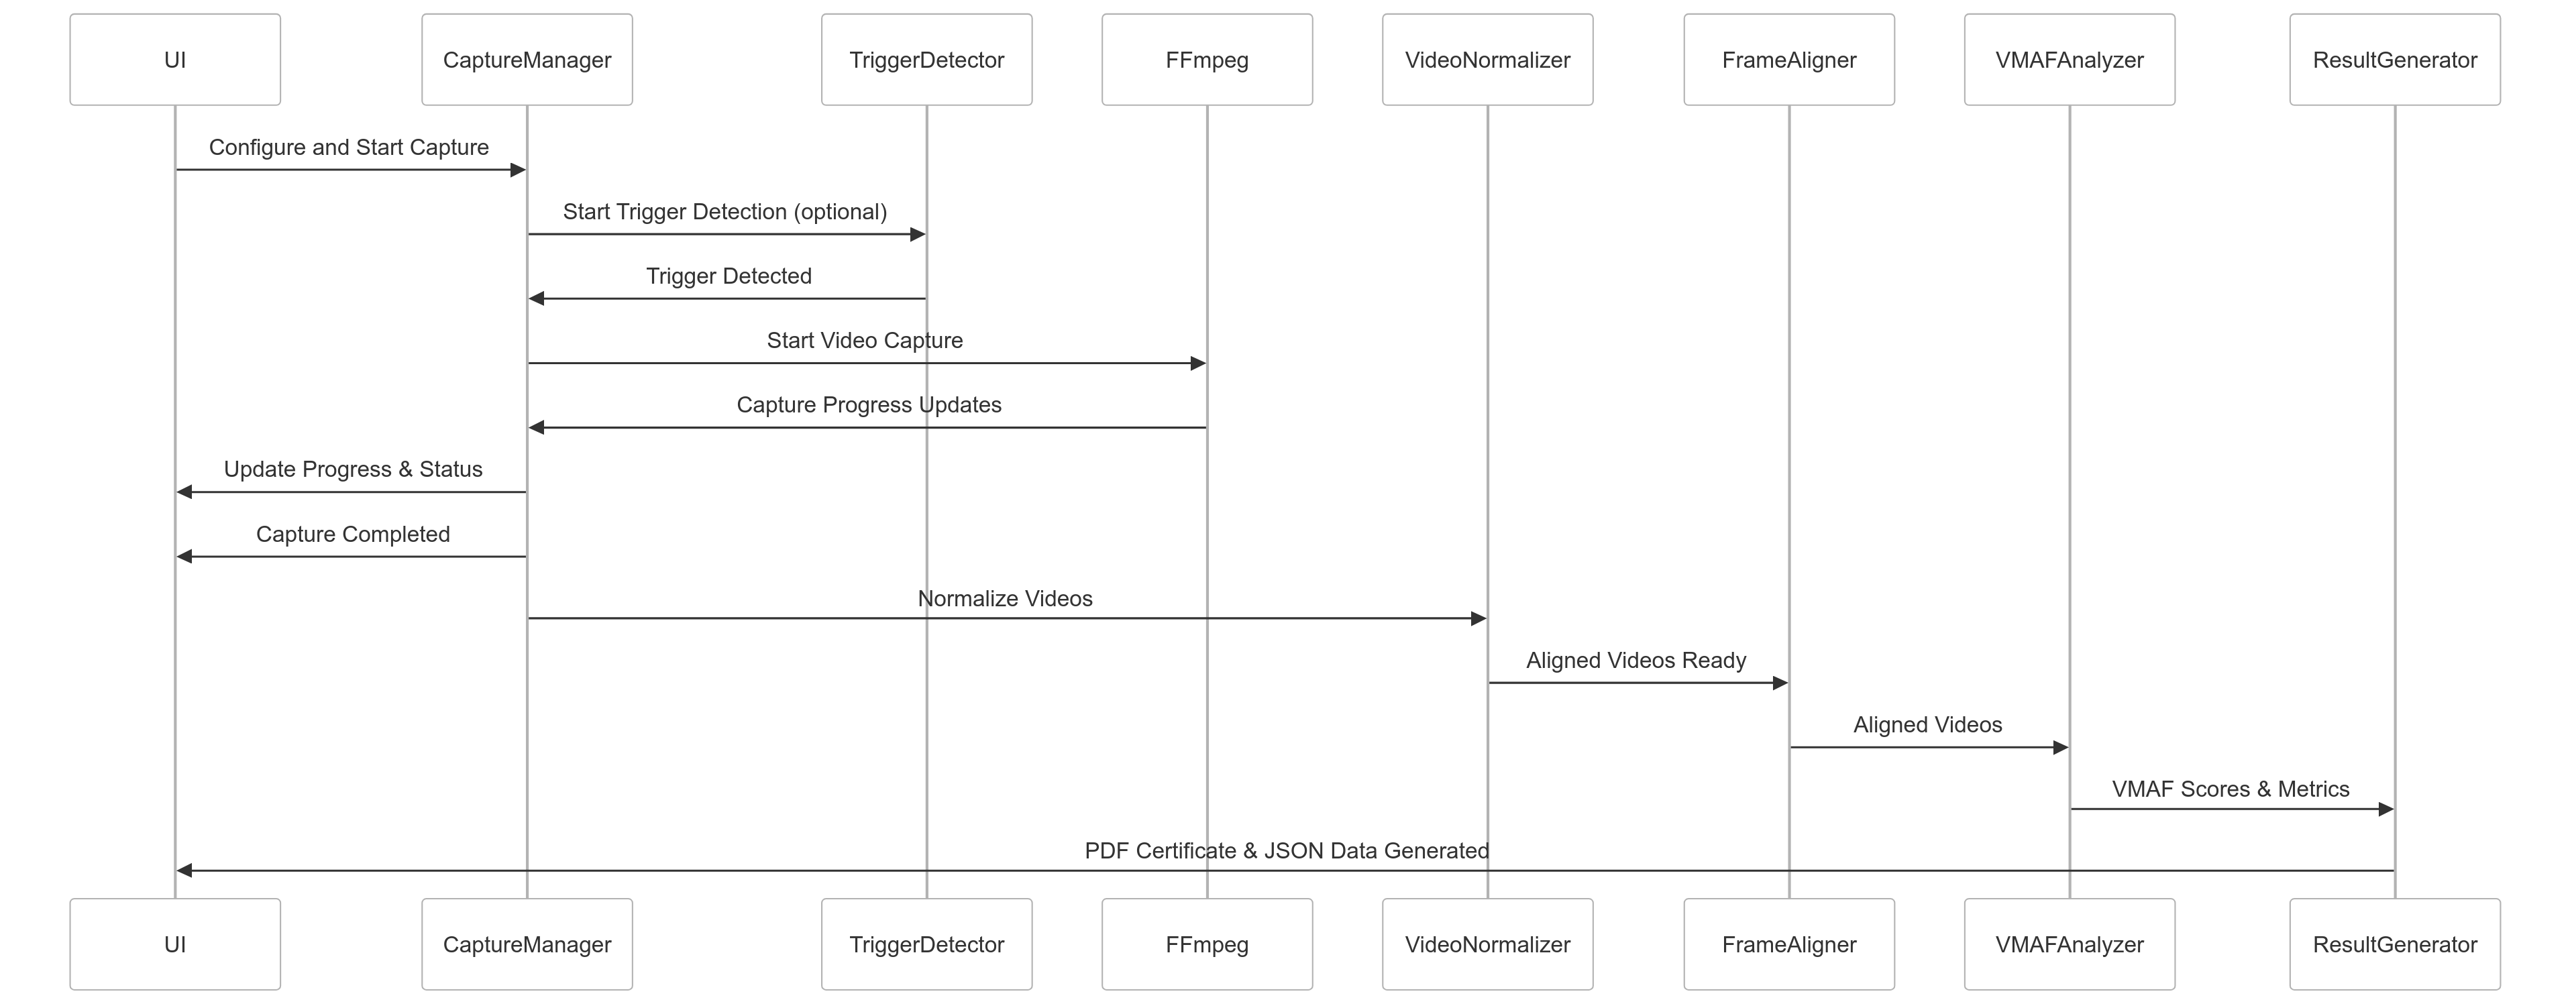 UI
CaptureManager
TriggerDetector
FFmpeg
VideoNormalizer
FrameAligner
VMAFAnalyzer
ResultGenerator
Configure and Start Capture
Start Trigger Detection (optional)
Trigger Detected
Start Video Capture
Capture Progress Updates
Update Progress & Status
Capture Completed
Normalize Videos
Aligned Videos Ready
Aligned Videos
VMAF Scores & Metrics
PDF Certificate & JSON Data Generated
UI
CaptureManager
TriggerDetector
FFmpeg
VideoNormalizer
FrameAligner
VMAFAnalyzer
ResultGenerator